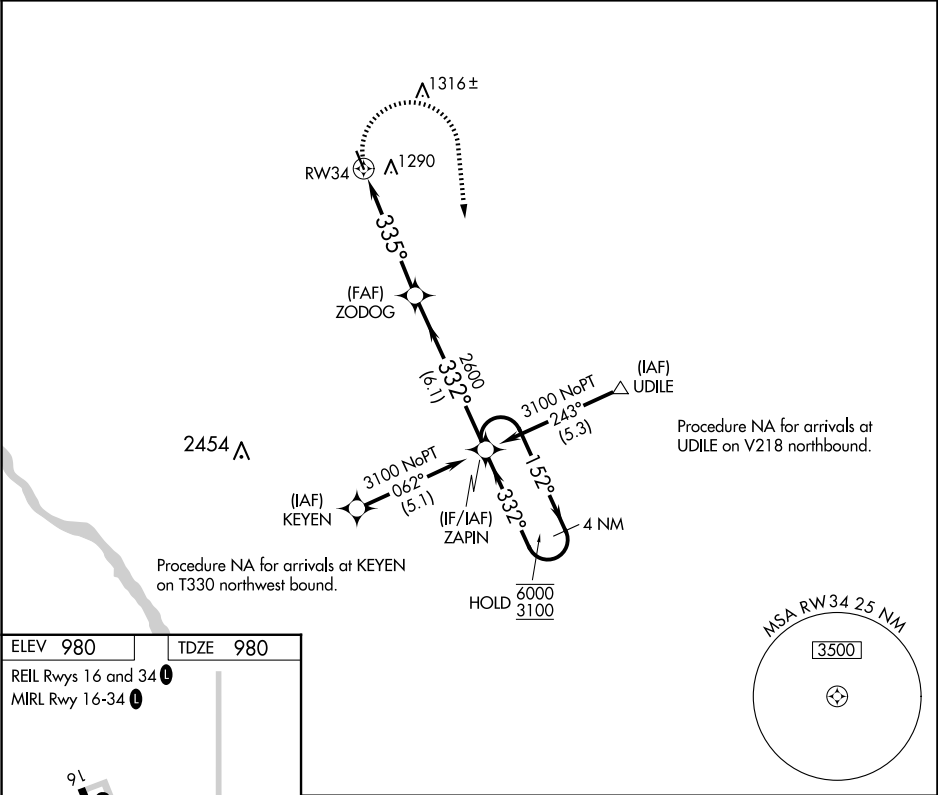 1316±
RW34
1290
335°
(FAF)
ZODOG
2600
332°
(6.1)
(IAF)
UDILE
3100 NoPT
243°
(5.3)
Procedure NA for arrivals at
UDILE on V218 northbound.
2454
3100 NoPT
062°
(5.1)
(IAF)
KEYEN
(IF/IAF)
ZAPIN
152°
332°
4 NM
HOLD 6000
3100
Procedure NA for arrivals at KEYEN
on T330 northwest bound.
MSA RW34 25 NM
3500
ELEV 980
TDZE 980
REIL Rwys 16 and 34 L
MIRL Rwy 16-34 L
16